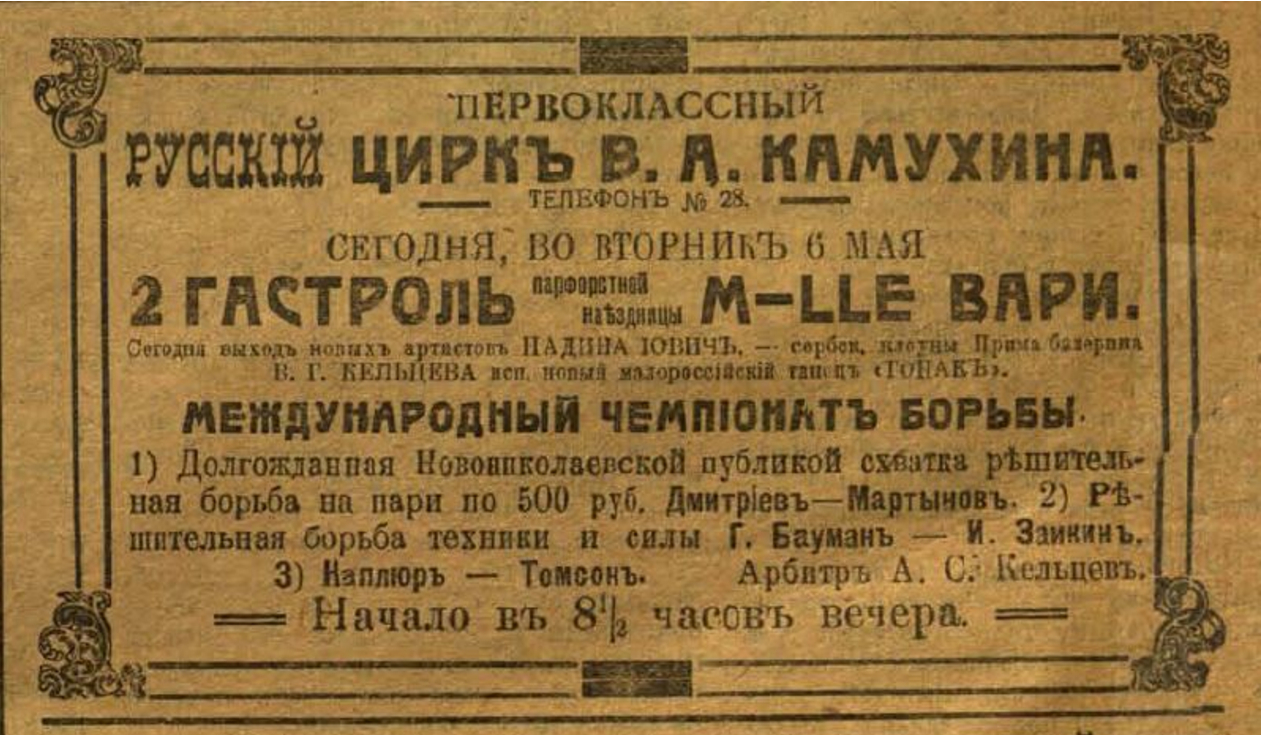 ПЕРВОКЛАССНЫЙ
РУССКІЙ ЦИРКЪ В. А. КАМУХИНА.
ТЕЛЕФОНЪ № 28.
СЕГОДНЯ, ВО ВТОРНИКЪ 6 МАЯ
2 ГАСТРОЛЬ парфорстной наѣздницы M-LLE ВАРИ.
Сегодня выходъ новыхъ артистовъ ПАДИНА ІОВИЧЪ. — сербск. клоуны Прима балерина
В. Г. КЕЛЬЦЕВА исп. новый малороссійскій танецъ «ГОПАКЪ».
МЕЖДУНАРОДНЫЙ ЧЕМПІОНАТЪ БОРЬБЫ.
1) Долгожданная Новониколаевской публикой схватка рѣшитель-
ная борьба на пари по 500 руб. Дмитріевъ—Мартыновъ. 2) Рѣ-
шительная борьба техники и силы Г. Бауманъ — И. Заикинъ.
3) Каплюръ — Томсонъ. Арбитръ А. С. Кельцевъ.
Начало въ 8 1/2 часовъ вечера.